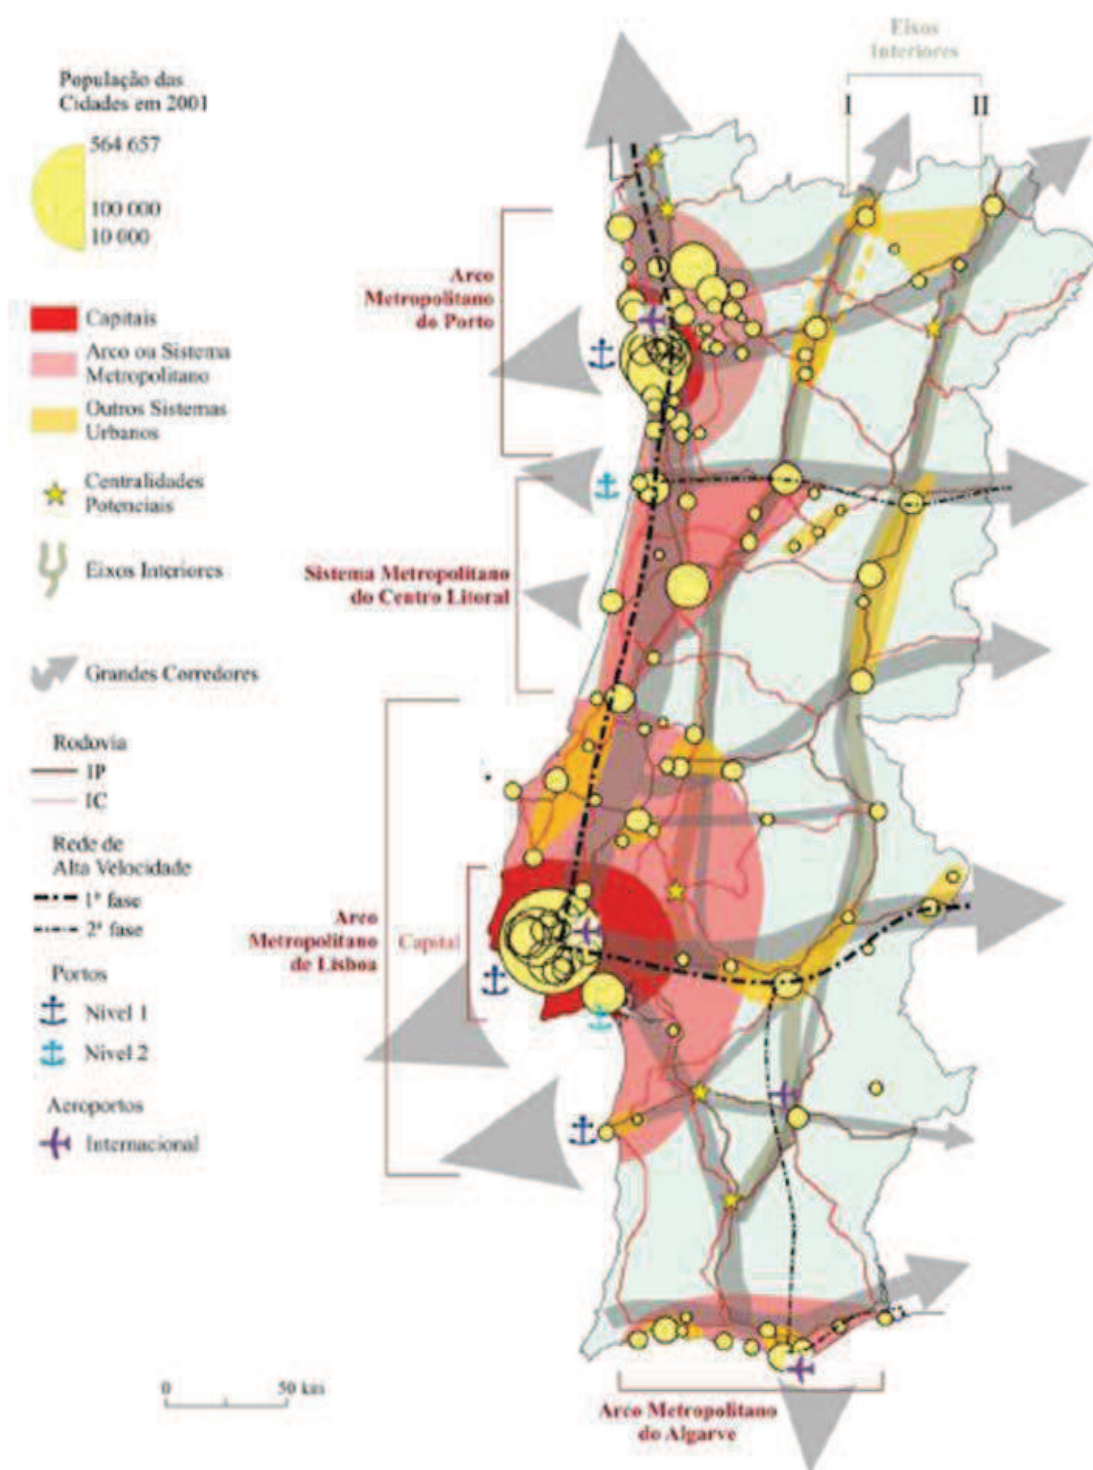 População das
Cidades em 2001
564 657
100 000
10 000
Capitais
Arco ou Sistema
Metropolitano
Outros Sistemas
Urbanos
Centralidades
Potenciais
Eixos Interiores
Grandes Corredores
Rodovia
IP
IC
Rede de
Alta Velocidade
1ª fase
2ª fase
Portos
Nivel 1
Nivel 2
Aeroportos
Internacional
0 50 km
Eixos
Interiores
I II
Arco
Metropolitano
do Porto
Sistema Metropolitano
do Centro Litoral
Arco
Metropolitano
de Lisboa
Capital
Arco Metropolitano
do Algarve